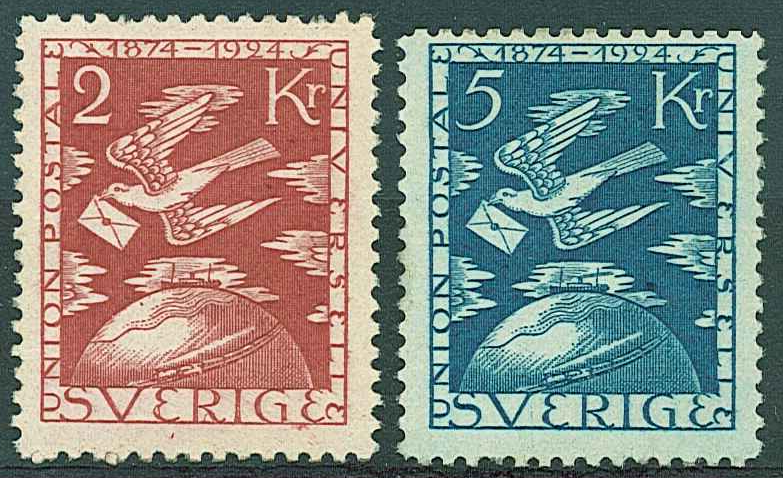 1874-1924
2 Kr
UNION POSTALE
UNIVERSELLE
SVERIGE
1874-1924
5 Kr
UNION POSTALE
UNIVERSELLE
SVERIGE